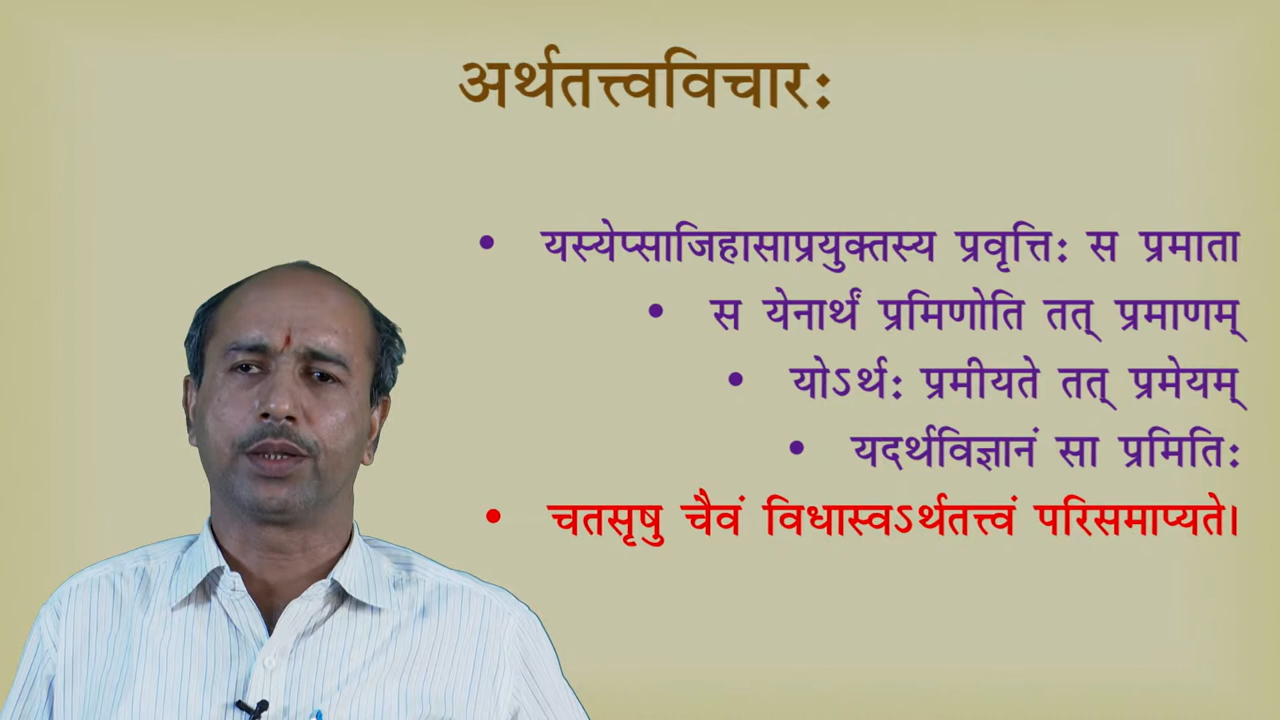 अर्थतत्त्वविचारः
• यस्येप्साजिहासाप्रयुक्तस्य प्रवृत्तिः स प्रमाता
• स येनार्थं प्रमिणोति तत् प्रमाणम्
• योऽर्थः प्रमीयते तत् प्रमेयम्
• यदर्थविज्ञानं सा प्रमितिः
• चतसृषु चैवं विधास्वऽर्थतत्त्वं परिसमाप्यते।